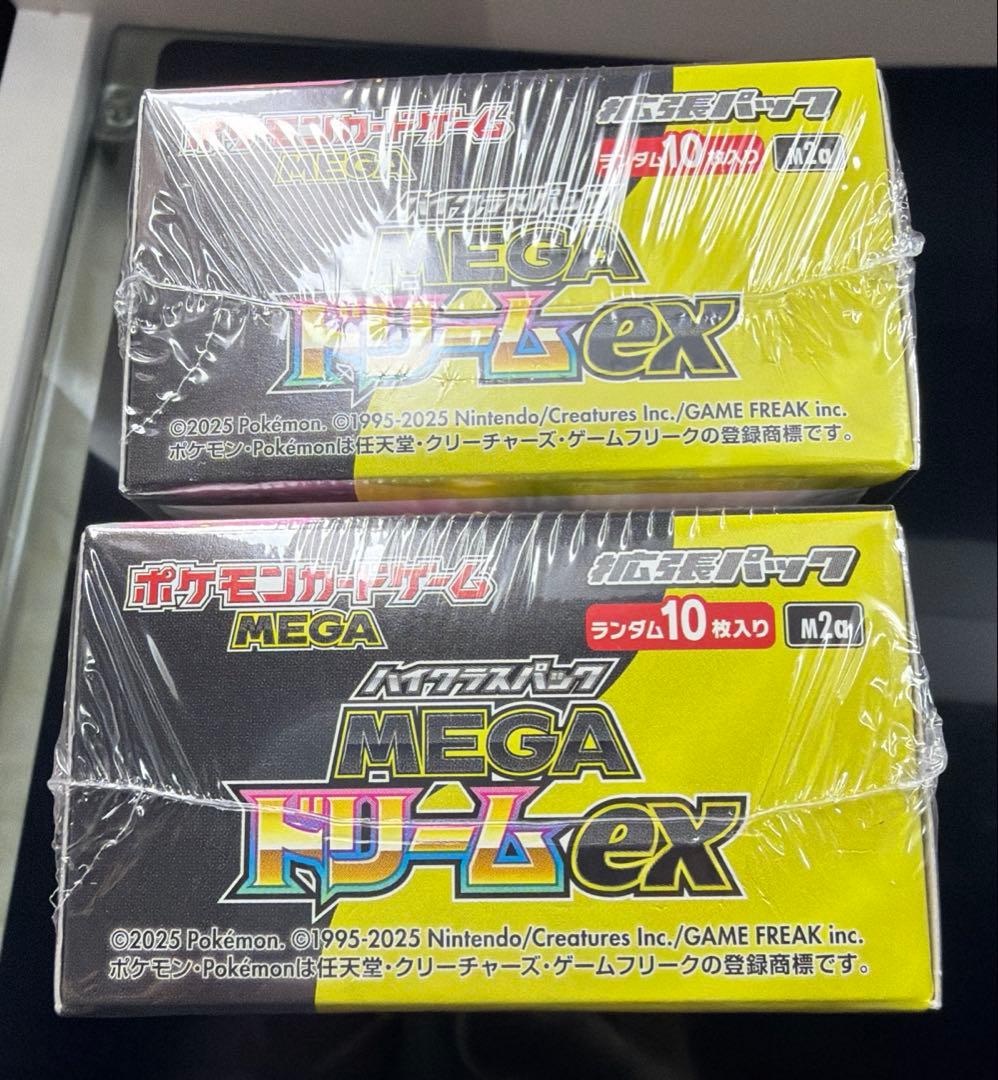 ポケモンカードゲーム
MEGA
拡張パック
ランダム10枚入り
M2a
ハイクラスパック
MEGA
ドリームex
©2025 Pokémon. ©1995-2025 Nintendo/Creatures Inc./GAME FREAK inc.
ポケモン・Pokémonは任天堂・クリーチャーズ・ゲームフリークの登録商標です。
ポケモンカードゲーム
MEGA
拡張パック
ランダム10枚入り
M2a
ハイクラスパック
MEGA
ドリームex
©2025 Pokémon. ©1995-2025 Nintendo/Creatures Inc./GAME FREAK inc.
ポケモン・Pokémonは任天堂・クリーチャーズ・ゲームフリークの登録商標です。